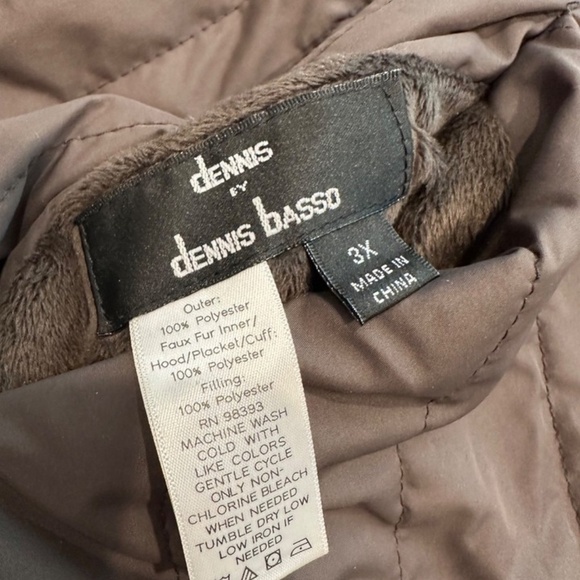 dENNIS
BY
dENNIS basso
3X
MADE IN
CHINA
Outer:
100% Polyester
Faux Fur Inner/
Hood/Placket/Cuff:
100% Polyester
Filling:
100% Polyester
RN 98393
MACHINE WASH
COLD WITH
LIKE COLORS
GENTLE CYCLE
ONLY NON-
CHLORINE BLEACH
WHEN NEEDED
TUMBLE DRY LOW
LOW IRON IF
NEEDED